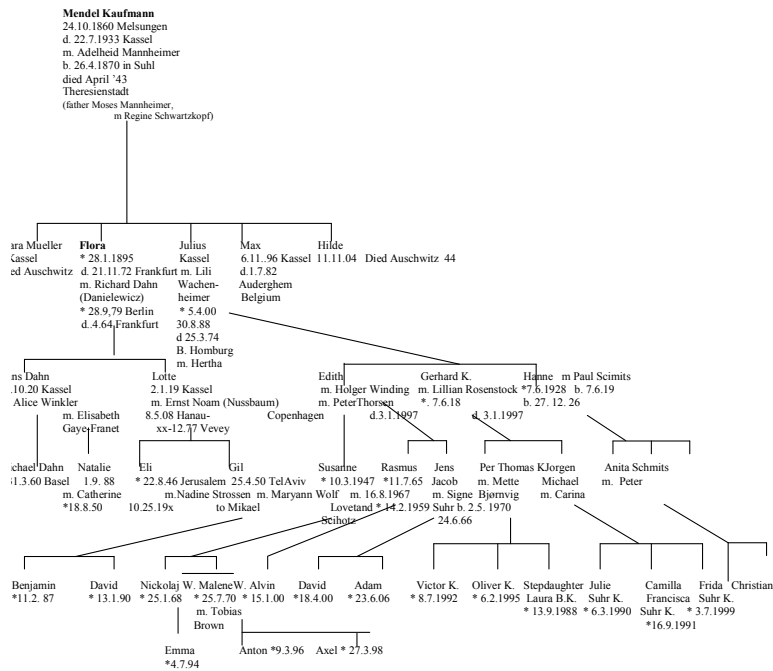 Mendel Kaufmann
24.10.1860 Melsungen
d. 22.7.1933 Kassel
m. Adelheid Mannheimer
b. 26.4.1870 in Suhl
died April ’43
Theresienstadt
(father Moses Mannheimer,
m Regine Schwartzkopf)
ara Mueller
Kassel
ed Auschwitz
Flora
* 28.1.1895
d. 21.11.72 Frankfurt
m. Richard Dahn
(Danielewicz)
* 28.9,79 Berlin
d..4.64 Frankfurt
Julius
Kassel
m. Lili
Wachen-
heimer
* 5.4.00
30.8.88
d 25.3.74
B. Homburg
m. Hertha
Max
6.11..96 Kassel
d.1.7.82
Auderghem
Belgium
Hilde
11.11.04 Died Auschwitz 44
ns Dahn
.10.20 Kassel
Alice Winkler
m. Elisabeth
Gaye-Franet
Lotte
2.1.19 Kassel
m. Ernst Noam (Nussbaum)
8.5.08 Hanau-
xx-12.77 Vevey
Edith
m. Holger Winding
m. PeterThorsen
Copenhagen
d.3.1.1997
Gerhard K.
m. Lillian Rosenstock
*. 7.6.18
d. 3.1.1997
Hanne m Paul Scimits
*7.6.1928 b. 7.6.19
b. 27. 12. 26
ichael Dahn
31.3.60 Basel
Natalie
1.9. 88
m. Catherine
*18.8.50
Eli
* 22.8.46 Jerusalem
m.Nadine Strossen
10.25.19x
Gil
25.4.50 TelAviv
m. Maryann Wolf
to Mikael
Susanne
* 10.3.1947
m. 16.8.1967
Lovetand * 14.2.1959
Scihotz
Rasmus
*11.7.65
Jens
Jacob
m. Signe
Suhr b. 2.5. 1970
24.6.66
Per Thomas K
m. Mette
Bjørnvig
Jorgen
Michael
m. Carina
Anita Schmits
m. Peter
Benjamin
*11.2. 87
David
* 13.1.90
Nickolaj W.
* 25.1.68
MaleneW.
* 25.7.70
m. Tobias
Brown
Alvin
* 15.1.00
David
*18.4.00
Adam
* 23.6.06
Victor K.
* 8.7.1992
Oliver K.
* 6.2.1995
Stepdaughter
Laura B.K.
* 13.9.1988
Julie
Suhr K.
* 6.3.1990
Camilla
Francisca
Suhr K.
*16.9.1991
Frida
Suhr K.
* 3.7.1999
Christian
Emma
*4.7.94
Anton *9.3.96
Axel * 27.3.98